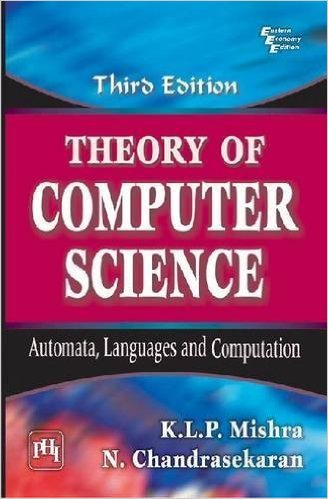 Eastern
Economy
Edition
Third Edition
THEORY OF
COMPUTER
SCIENCE
Automata, Languages and Computation
K.L.P. Mishra
N. Chandrasekaran
PHI